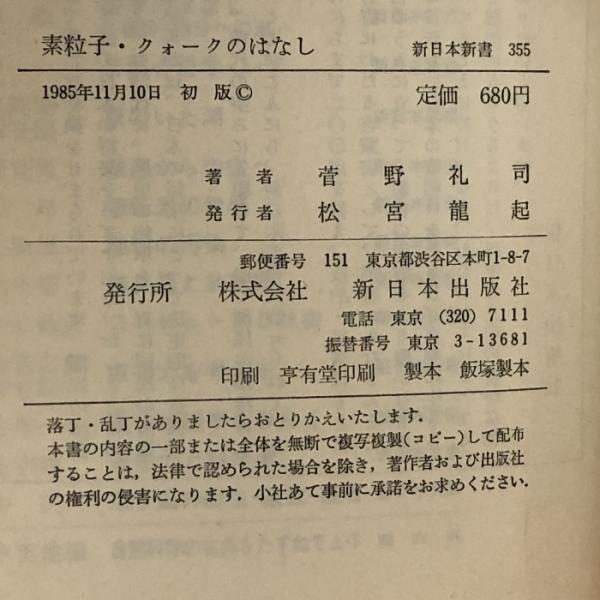 素粒子・クォークのはなし 新日本新書 355
1985年11月10日 初 版 © 定価 680円
著 者 菅 野 礼 司
発 行 者 松 宮 龍 起
郵便番号 151 東京都渋谷区本町1-8-7
発行所 株式会社 新日本出版社
電話 東京 (320) 7111
振替番号 東京 3-13681
印刷 亨有堂印刷 製本 飯塚製本
落丁・乱丁がありましたらおとりかえいたします.
本書の内容の一部または全体を無断で複写複製(コピー)して配布
することは,法律で認められた場合を除き,著作者および出版社
の権利の侵害になります.小社あて事前に承諾をお求めください.